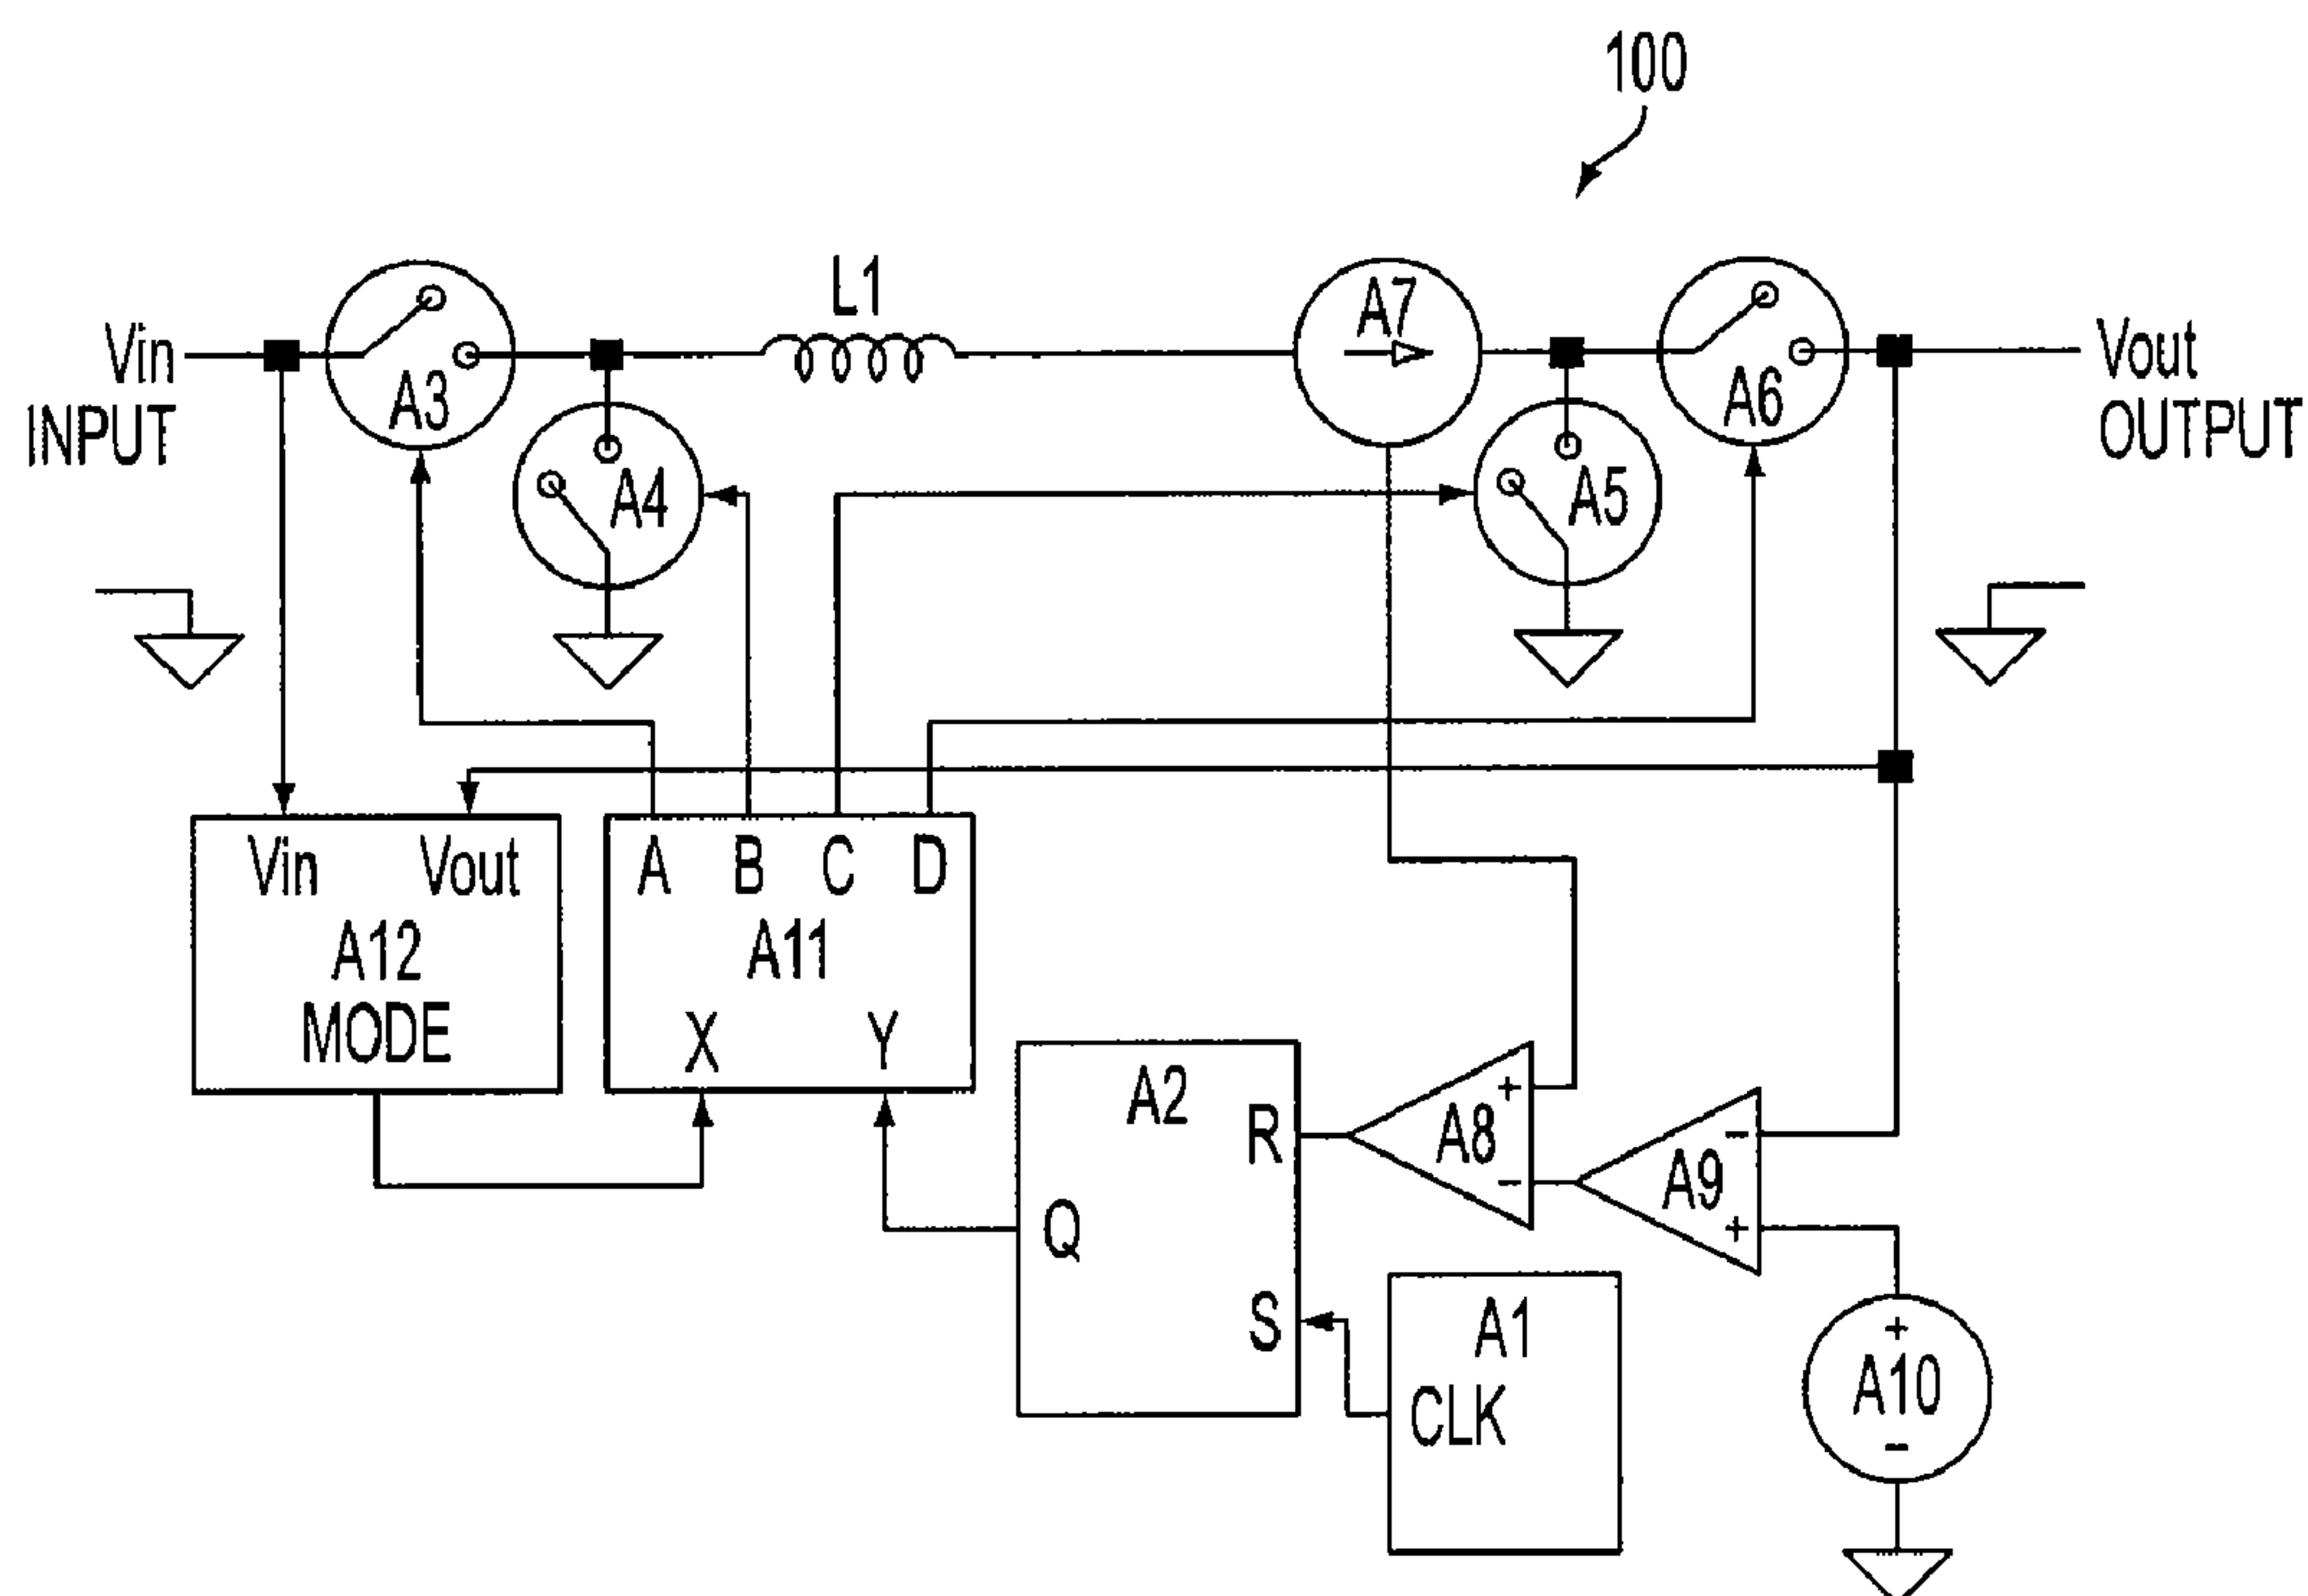 100
L1
A7
Vin
INPUT
A3
A6
Vout
OUTPUT
A4
A5
Vin Vout
A12
MODE
A B C D
A11
X Y
A2
R
Q
S
+
A8
-
-
A9
+
A1
CLK
+
A10
-